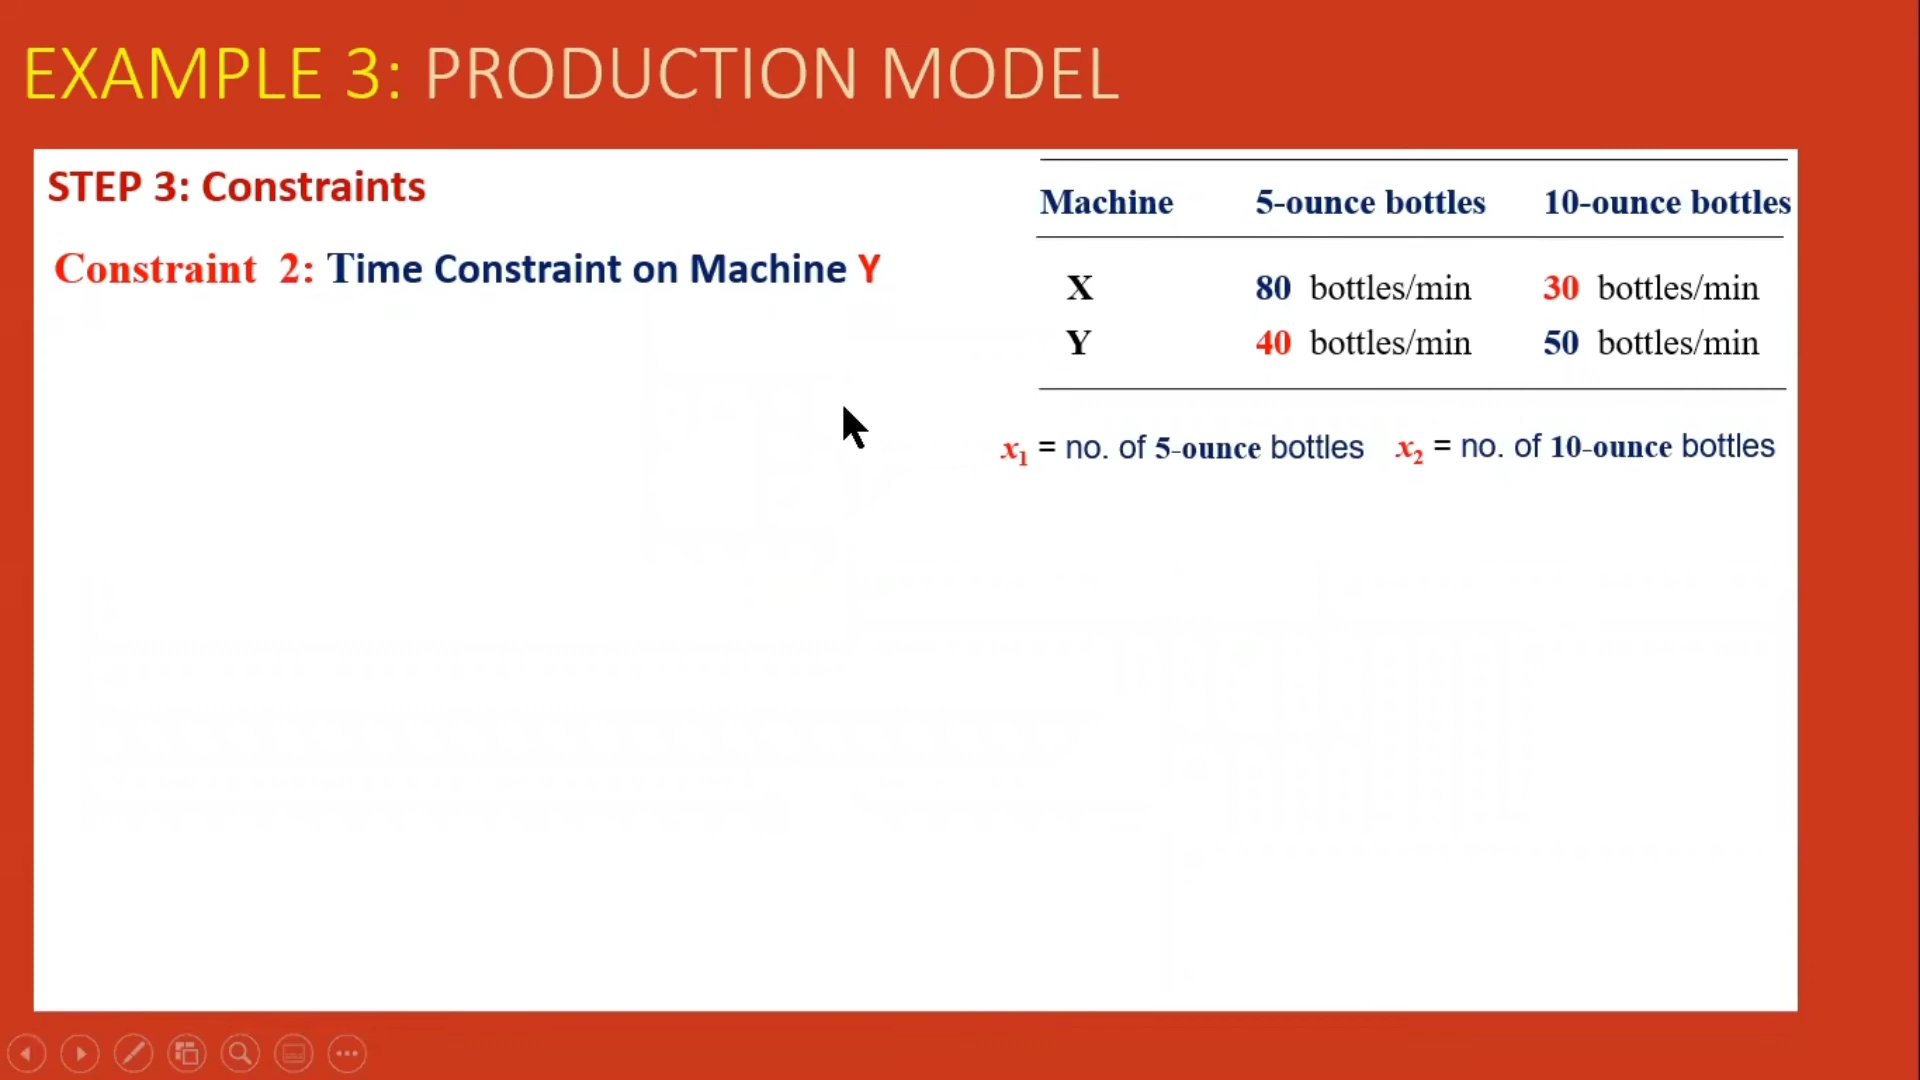 EXAMPLE 3: PRODUCTION MODEL
STEP 3: Constraints
Constraint 2: Time Constraint on Machine Y
Machine 5-ounce bottles 10-ounce bottles
X 80 bottles/min 30 bottles/min
Y 40 bottles/min 50 bottles/min
x₁ = no. of 5-ounce bottles x₂ = no. of 10-ounce bottles